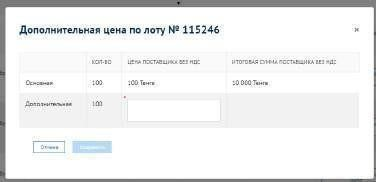 Дополнительная цена по лоту № 115246
×
КОЛ-ВО ЦЕНА ПОСТАВЩИКА БЕЗ НДС ИТОГОВАЯ СУММА ПОСТАВЩИКА БЕЗ НДС
Основная 100 100 Тенге 10 000 Тенге
Дополнительная 100 *
Отмена Сохранить